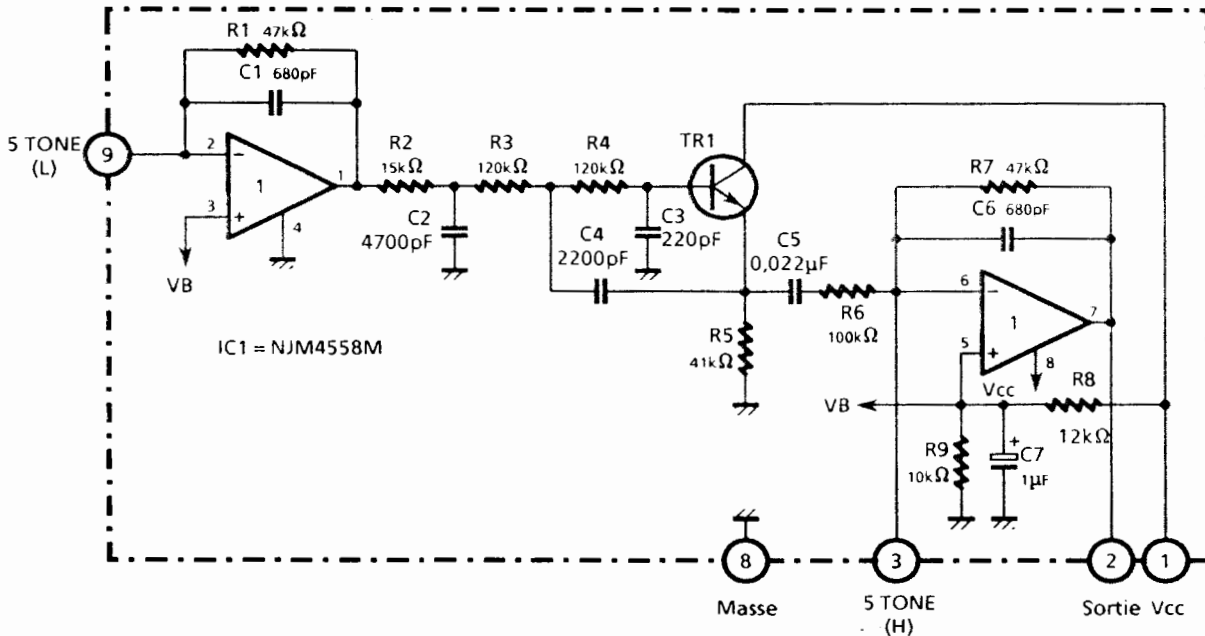 R1 47kΩ
C1 680pF
5 TONE
(L)
9
2
−
1
3
+
1
4
VB
R2
15kΩ
R3
120kΩ
R4
120kΩ
TR1
C2
4700pF
C3
220pF
C4
2200pF
C5
0,022µF
R7 47kΩ
C6 680pF
R6
100kΩ
6
−
1
7
5
+
8
Vcc
R5
41kΩ
IC1 = NJM4558M
VB
R8
12kΩ
R9
10kΩ
+
C7
1µF
8
3
2
1
Masse
5 TONE
(H)
Sortie Vcc